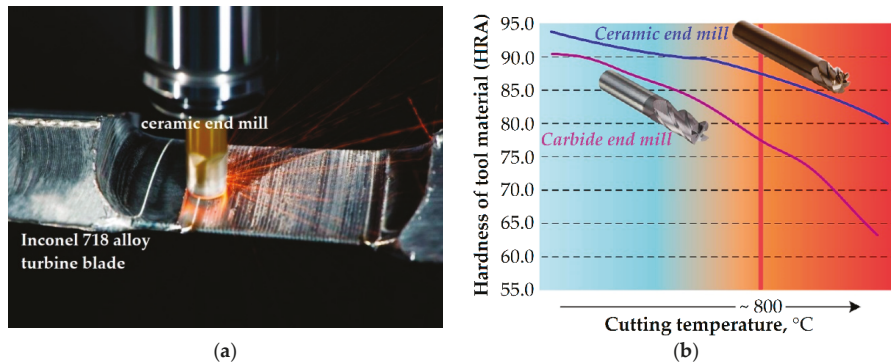 ceramic end mill
Inconel 718 alloy
turbine blade
(a)
Hardness of tool material (HRA)
95.0
90.0
85.0
80.0
75.0
70.0
65.0
60.0
55.0
Ceramic end mill
Carbide end mill
~ 800
Cutting temperature, °C
(b)